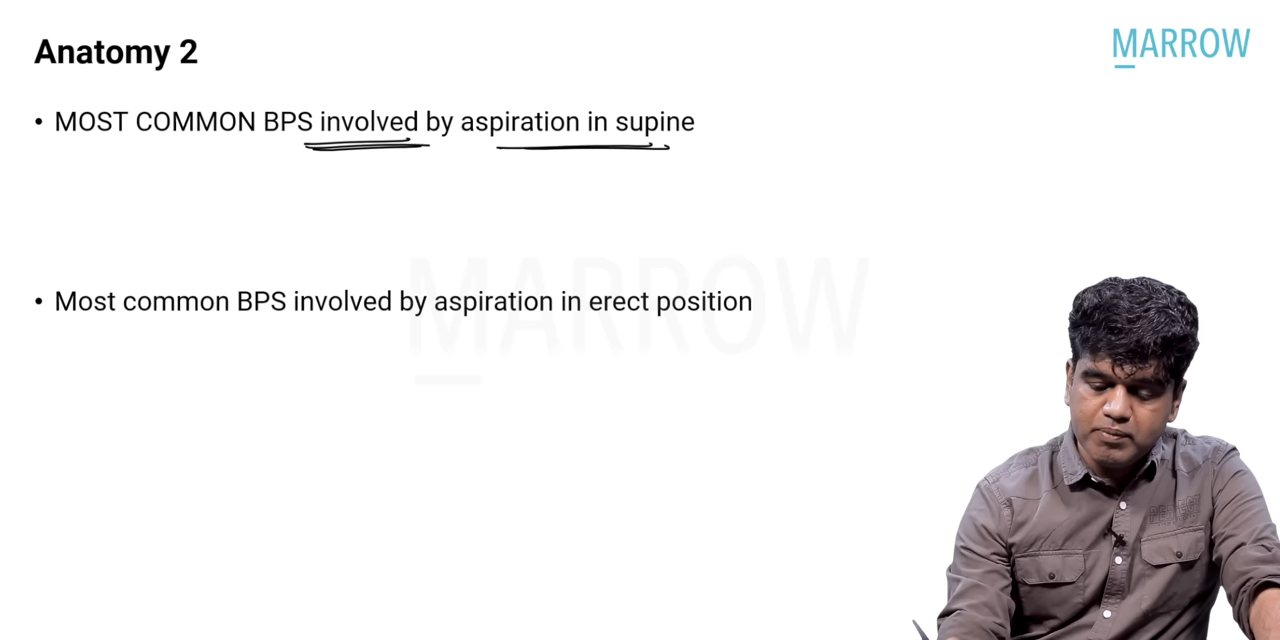 MARROW
Anatomy 2
• MOST COMMON BPS involved by aspiration in supine
• Most common BPS involved by aspiration in erect position
MARROW